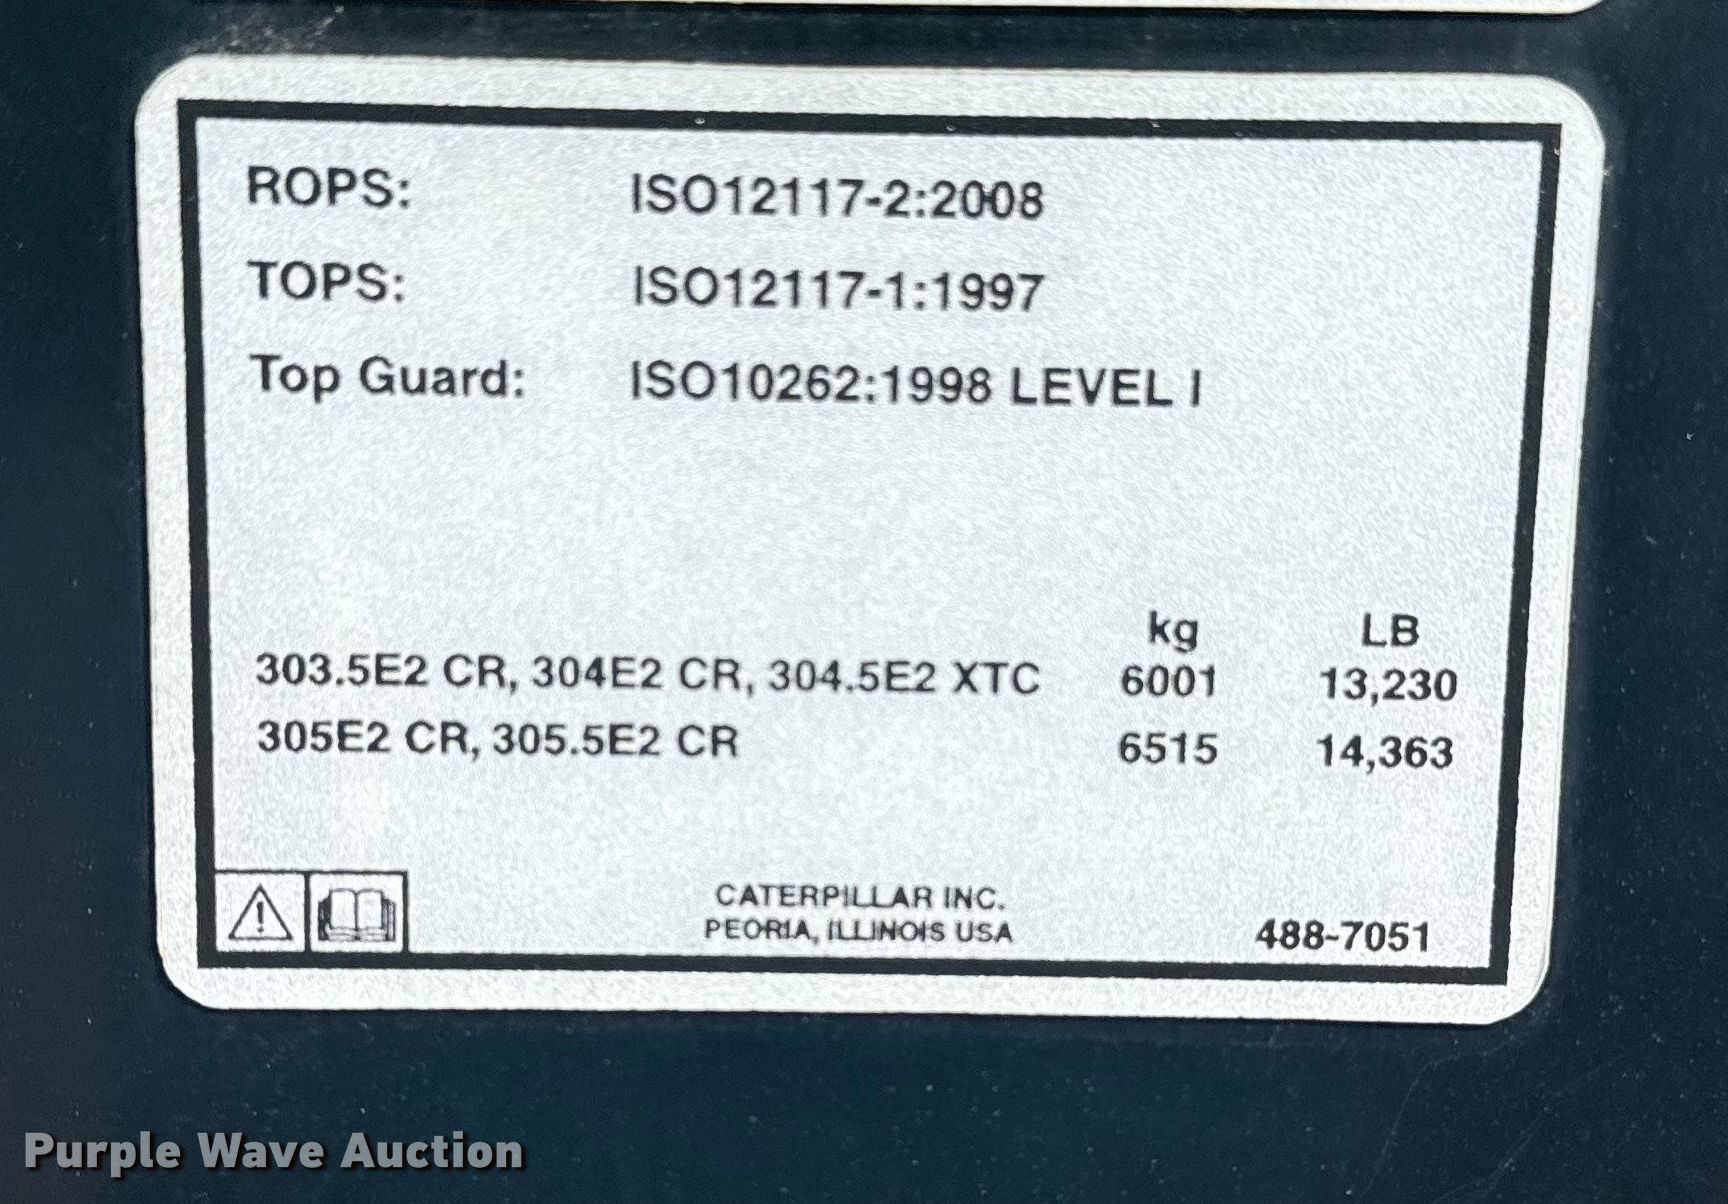 ROPS: ISO12117-2:2008
TOPS: ISO12117-1:1997
Top Guard: ISO10262:1998 LEVEL I
kg LB
303.5E2 CR, 304E2 CR, 304.5E2 XTC 6001 13,230
305E2 CR, 305.5E2 CR 6515 14,363
CATERPILLAR INC.
PEORIA, ILLINOIS USA
488-7051
Purple Wave Auction